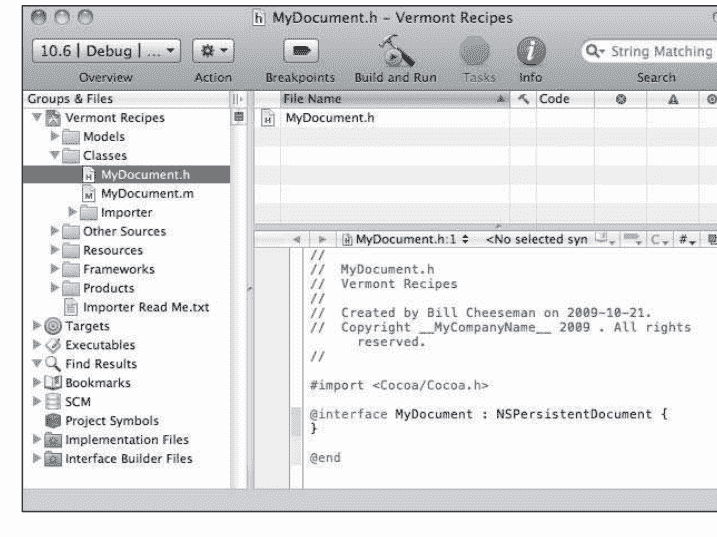 MyDocument.h – Vermont Recipes
10.6 | Debug | ...
Overview
Action
Breakpoints
Build and Run
Tasks
Info
String Matching
Search
Groups & Files
Vermont Recipes
Models
Classes
MyDocument.h
MyDocument.m
Importer
Other Sources
Resources
Frameworks
Products
Importer Read Me.txt
Targets
Executables
Find Results
Bookmarks
SCM
Project Symbols
Implementation Files
Interface Builder Files
File Name
Code
MyDocument.h
MyDocument.h:1
<No selected syn
C
#
//
// MyDocument.h
// Vermont Recipes
//
// Created by Bill Cheeseman on 2009-10-21.
// Copyright __MyCompanyName__ 2009 . All rights
reserved.
//
#import <Cocoa/Cocoa.h>
@interface MyDocument : NSPersistentDocument {
}
@end